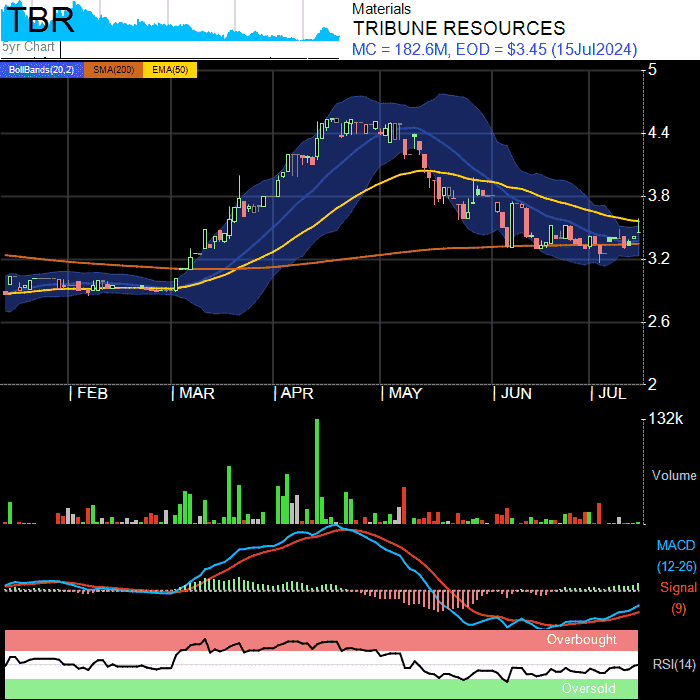 TBR
5yr Chart
Materials
TRIBUNE RESOURCES
MC = 182.6M, EOD = $3.45 (15Jul2024)
BollBands(20,2) SMA(200) EMA(50)
5
4.4
3.8
3.2
2.6
2
| FEB | MAR | APR | MAY | JUN | JUL
132k
Volume
MACD
(12-26)
Signal
(9)
Overbought
RSI(14)
Oversold